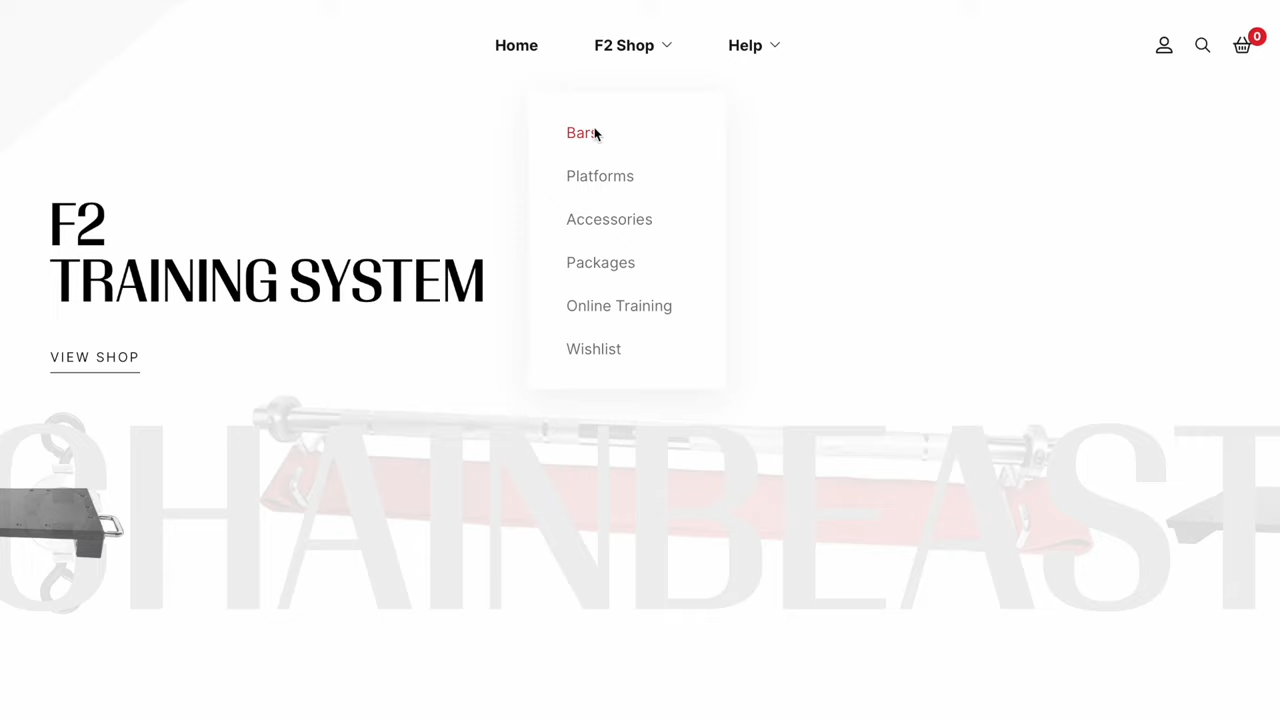 Home
F2 Shop
Help
0
Bars
Platforms
Accessories
Packages
Online Training
Wishlist
F2
TRAINING SYSTEM
VIEW SHOP
CHAINBEAST